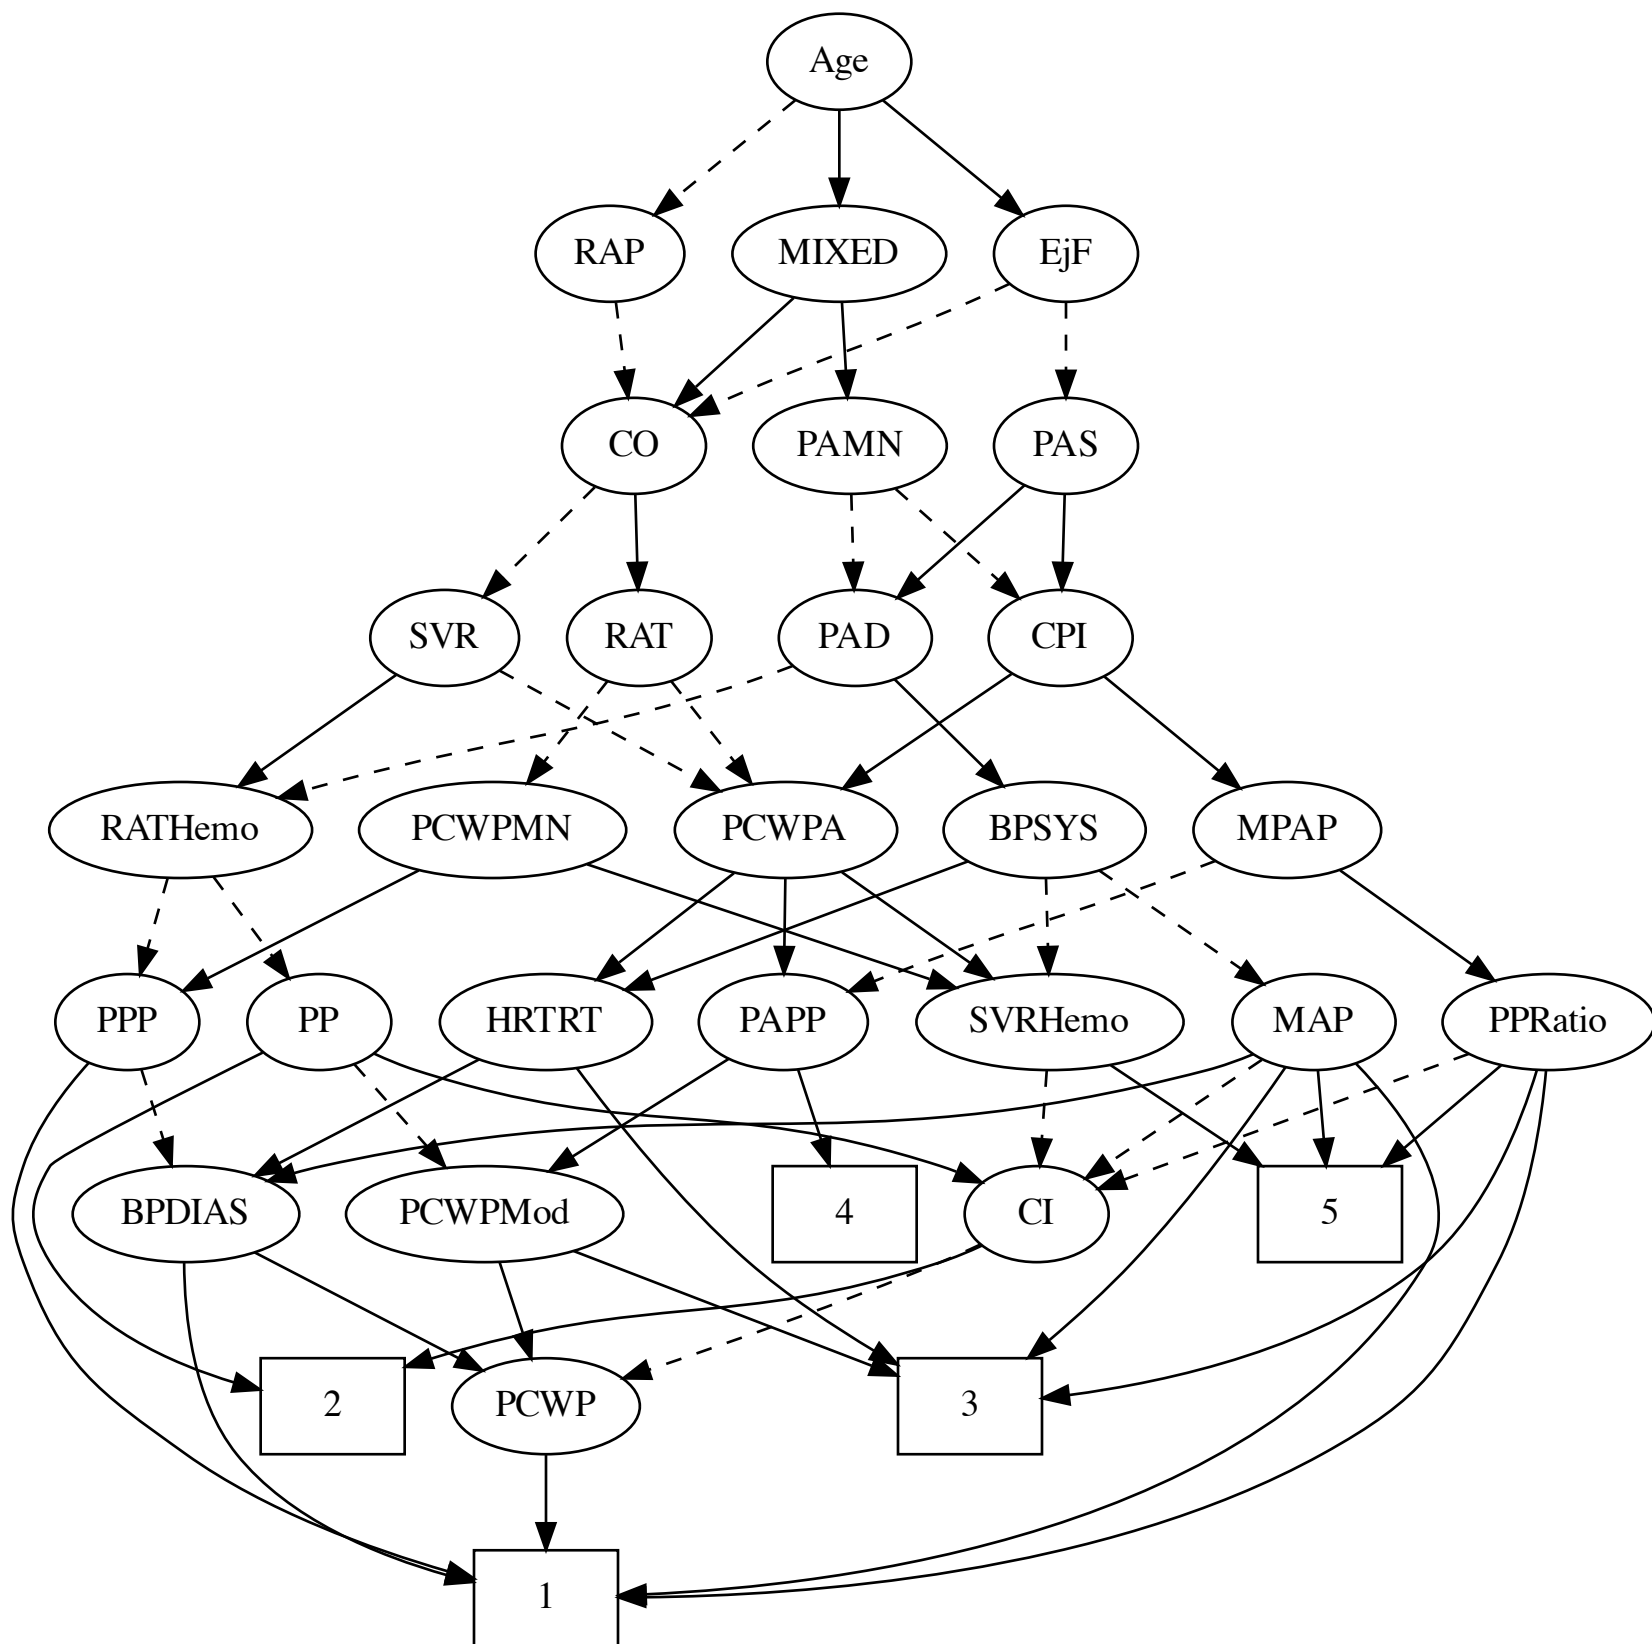 Age
RAP
MIXED
EjF
CO
PAMN
PAS
SVR
RAT
PAD
CPI
RATHemo
PCWPMN
PCWPA
BPSYS
MPAP
PPP
PP
HRTRT
PAPP
SVRHemo
MAP
PPRatio
BPDIAS
PCWPMod
4
CI
5
2
PCWP
3
1